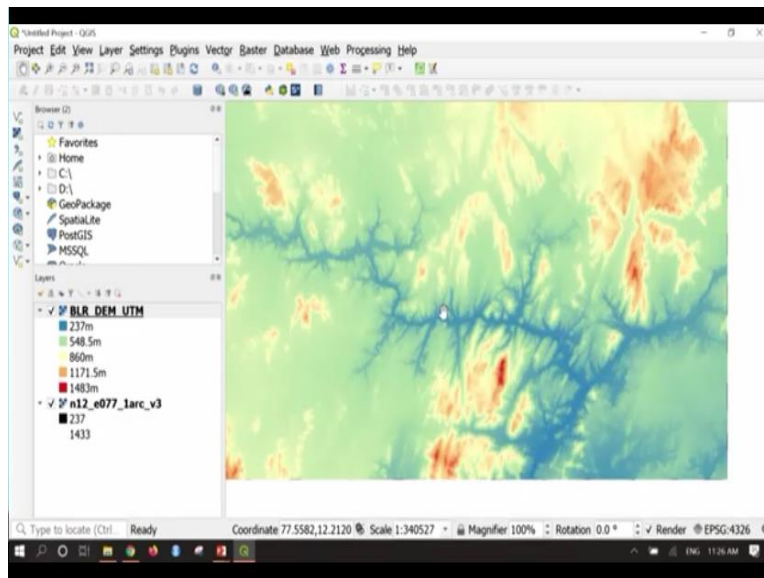 *Untitled Project - QGIS
Project Edit View Layer Settings Plugins Vector Raster Database Web Processing Help
Browser (2)
Favorites
Home
C:\
D:\
GeoPackage
SpatiaLite
PostGIS
MSSQL
Layers
BLR_DEM_UTM
237m
548.5m
860m
1171.5m
1483m
n12_e077_1arc_v3
237
1433
Type to locate (Ctrl... Ready Coordinate 77.5582,12.2120 Scale 1:340527 Magnifier 100% Rotation 0.0 ° Render EPSG:4326
ENG 11:26 AM